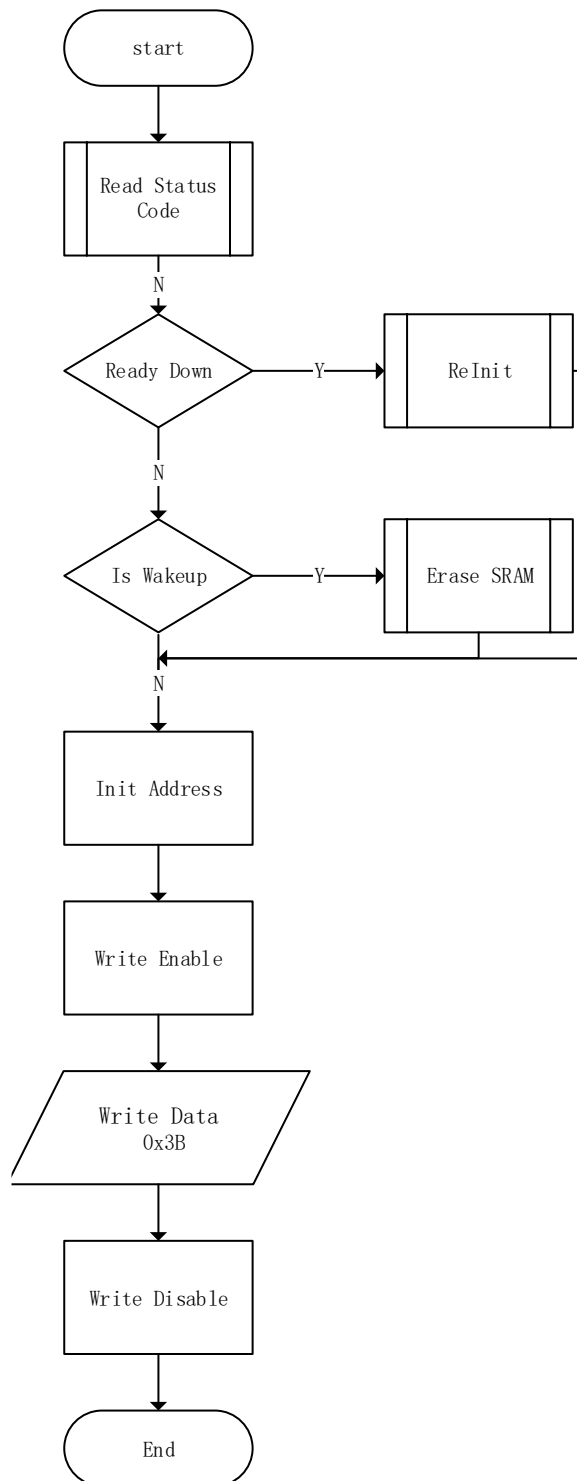 start
Read Status
Code
N
Ready Down
Y
ReInit
N
Is Wakeup
Y
Erase SRAM
N
Init Address
Write Enable
Write Data
0x3B
Write Disable
End